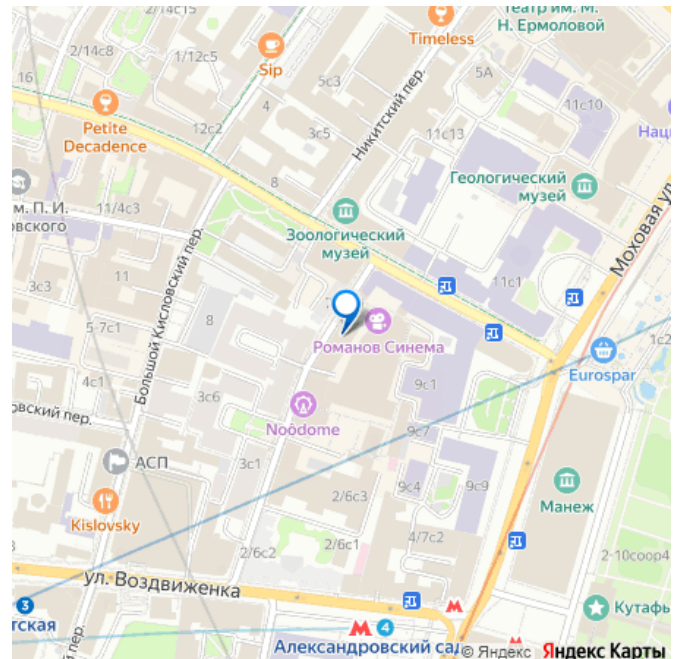 театр им. М.
Н. Ермоловой
2/14с8
1/12с5
Sip
Timeless
16
Petite
Decadence
12с2
4
5с3
3с5
Никитский пер.
5А
11с10
11с13
Наци
Геологический
музей
м. П. И.
овского
11/4с3
8
Зоологический
музей
Моховая ул
3с3
11
Большой Кисловский пер.
11с1
5-7с1
8
Романов Синема
Eurospar
1с2
4с1
3с6
9с1
овский пер.
Noôdome
9с7
АСП
3с1
Kislovsky
2/6с3
9с4
9с9
Манеж
2/6с2
2/6с1
4/7с2
2-10соор4
ул. Воздвиженка
3
тская
4
Александровский сад
Кутафь
й пер.
© Яндекс
Яндекс Карты